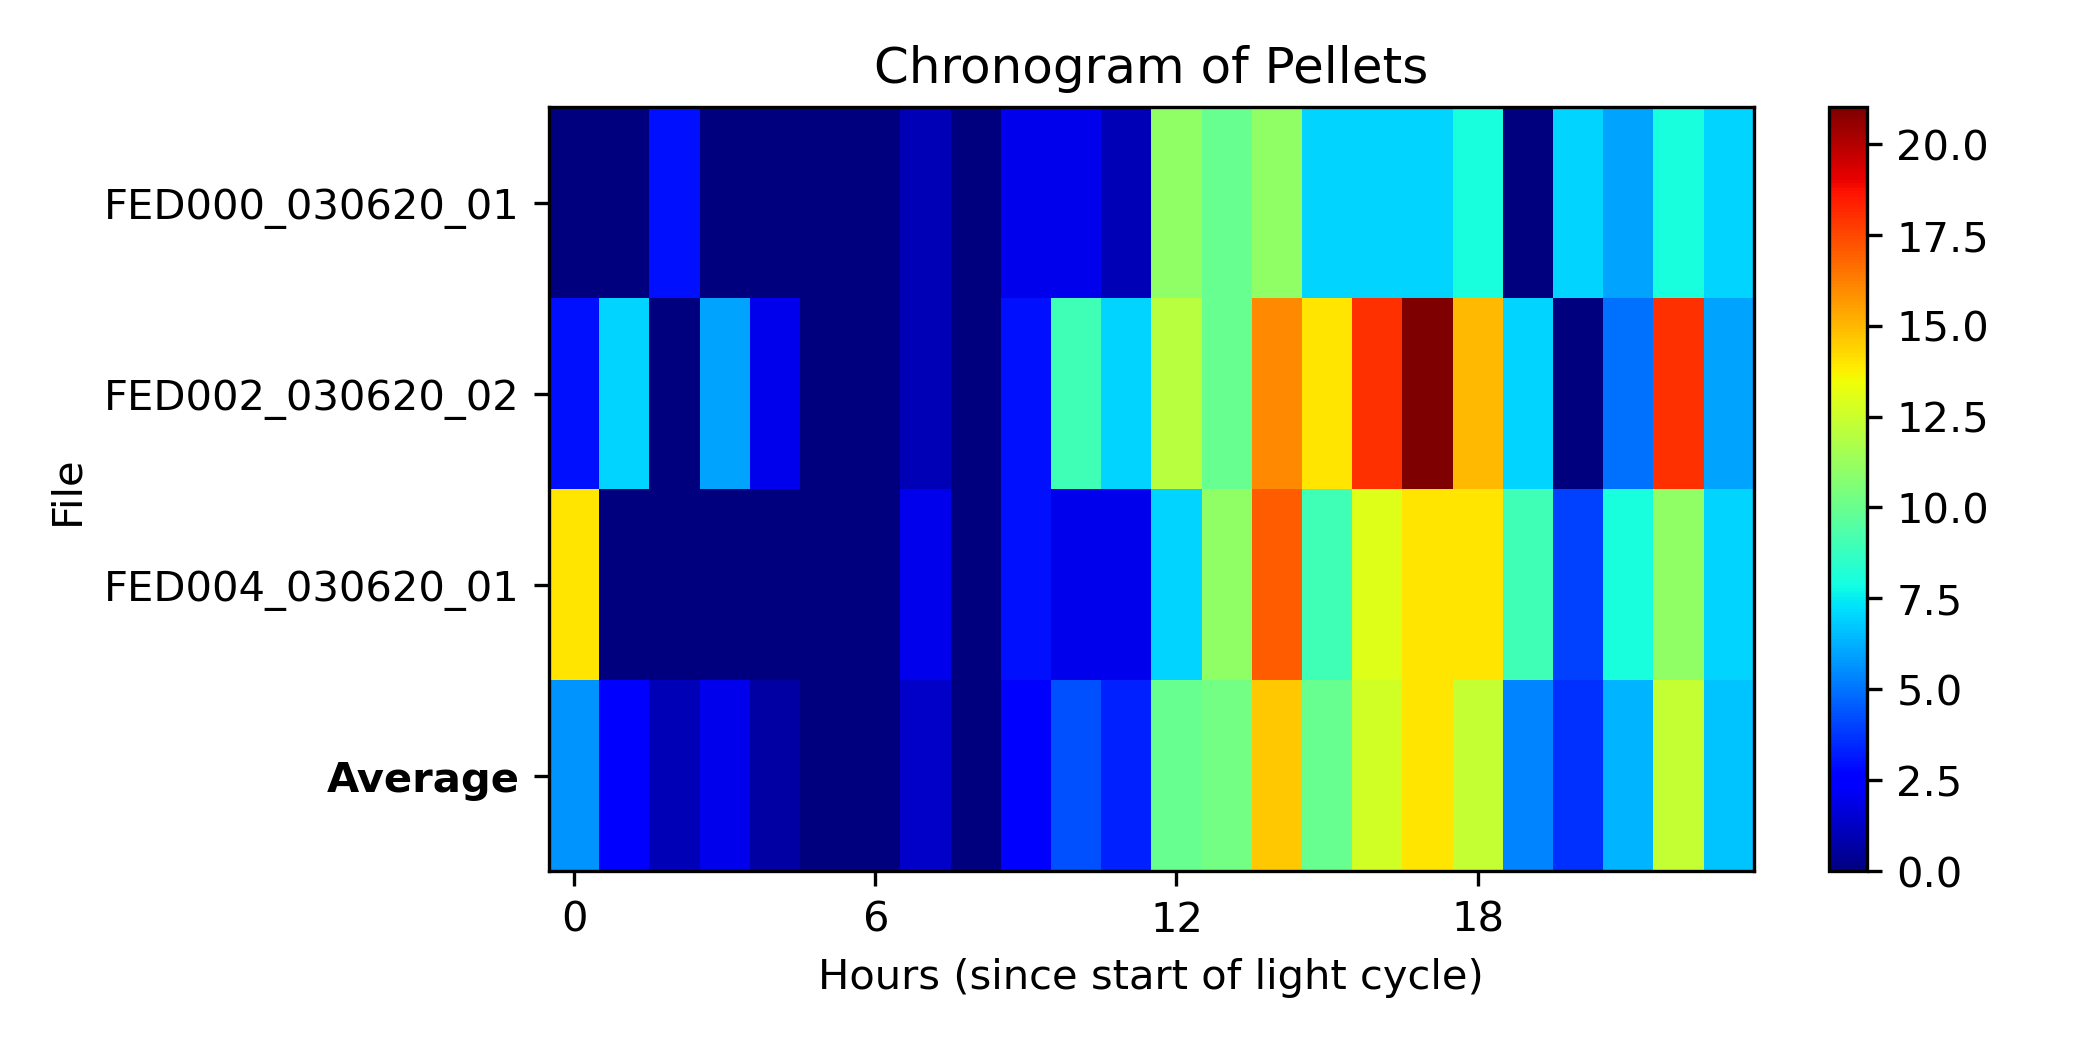 Chronogram of Pellets
FED000_030620_01
FED002_030620_02
FED004_030620_01
Average
File
0 6 12 18
Hours (since start of light cycle)
20.0
17.5
15.0
12.5
10.0
7.5
5.0
2.5
0.0